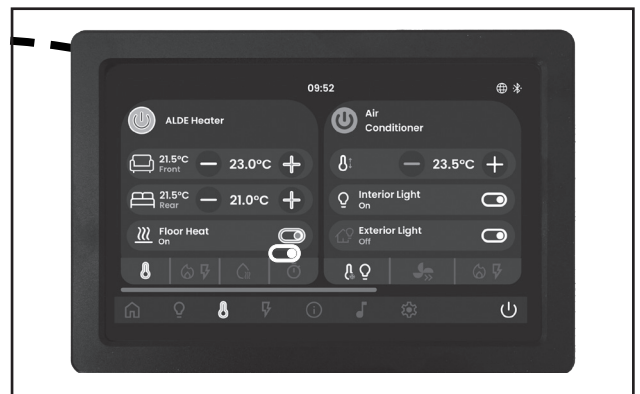 09:52
ALDE Heater
21.5°C
Front
23.0°C
21.5°C
Rear
21.0°C
Floor Heat
On
Air
Conditioner
23.5°C
Interior Light
On
Exterior Light
Off